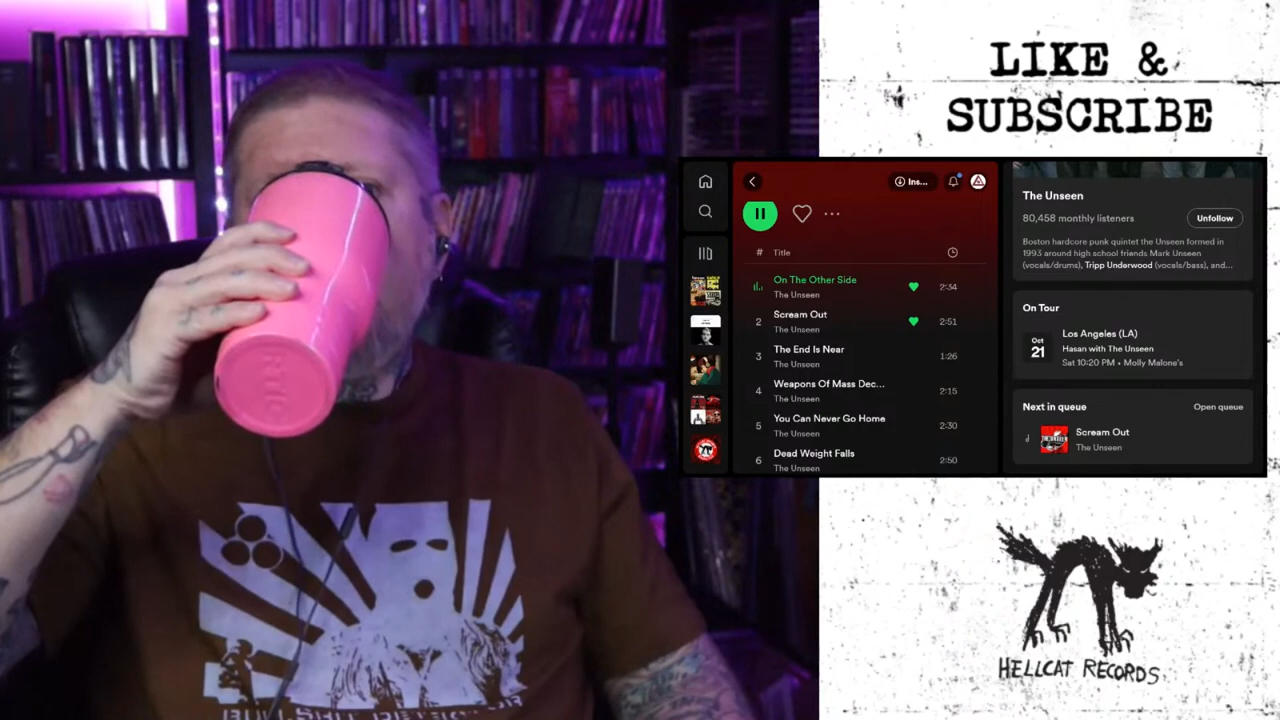 LIKE &
SUBSCRIBE
Ins...
# Title
On The Other Side
The Unseen
2:34
2 Scream Out
The Unseen
2:51
3 The End Is Near
The Unseen
1:26
4 Weapons Of Mass Dec...
The Unseen
2:15
5 You Can Never Go Home
The Unseen
2:30
6 Dead Weight Falls
The Unseen
2:50
The Unseen
80,458 monthly listeners
Unfollow
Boston hardcore punk quintet the Unseen formed in
1993 around high school friends Mark Unseen
(vocals/drums), Tripp Underwood (vocals/bass), and...
On Tour
Oct
21
Los Angeles (LA)
Hasan with The Unseen
Sat 10:20 PM • Molly Malone's
Next in queue
Open queue
Scream Out
The Unseen
HELLCAT RECORDS
RTIC